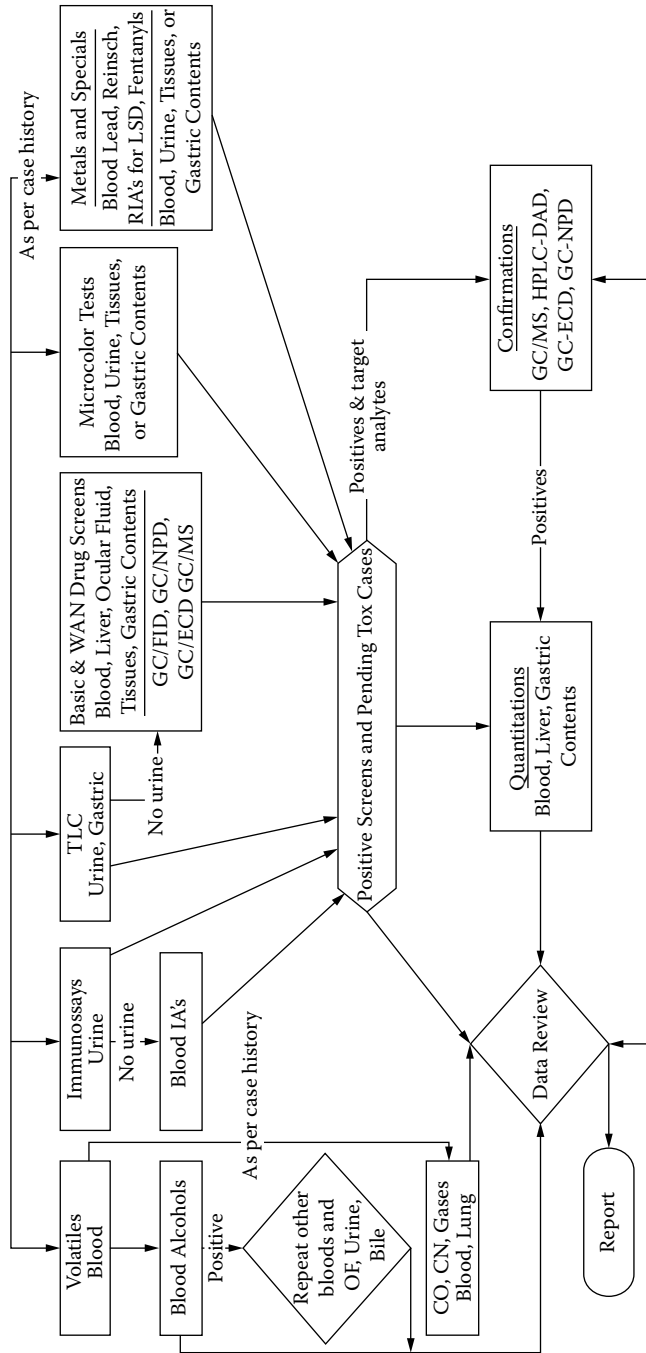 As per case history
Volatiles
Blood
Immunossays
Urine
TLC
Urine, Gastric
Basic & WAN Drug Screens
Blood, Liver, Ocular Fluid,
Tissues, Gastric Contents
GC/FID, GC/NPD,
GC/ECD GC/MS
Microcolor Tests
Blood, Urine, Tissues,
or Gastric Contents
Metals and Specials
Blood Lead, Reinsch,
RIA's for LSD, Fentanyls
Blood, Urine, Tissues, or
Gastric Contents
No urine
No urine
Blood Alcohols
Blood IA's
Positive
As per case history
Repeat other
bloods and
OF, Urine,
Bile
CO, CN, Gases
Blood, Lung
Positive Screens and Pending Tox Cases
Positives & target
analytes
Data Review
Quantitations
Blood, Liver, Gastric
Contents
Positives
Confirmations
GC/MS, HPLC-DAD,
GC-ECD, GC-NPD
Report